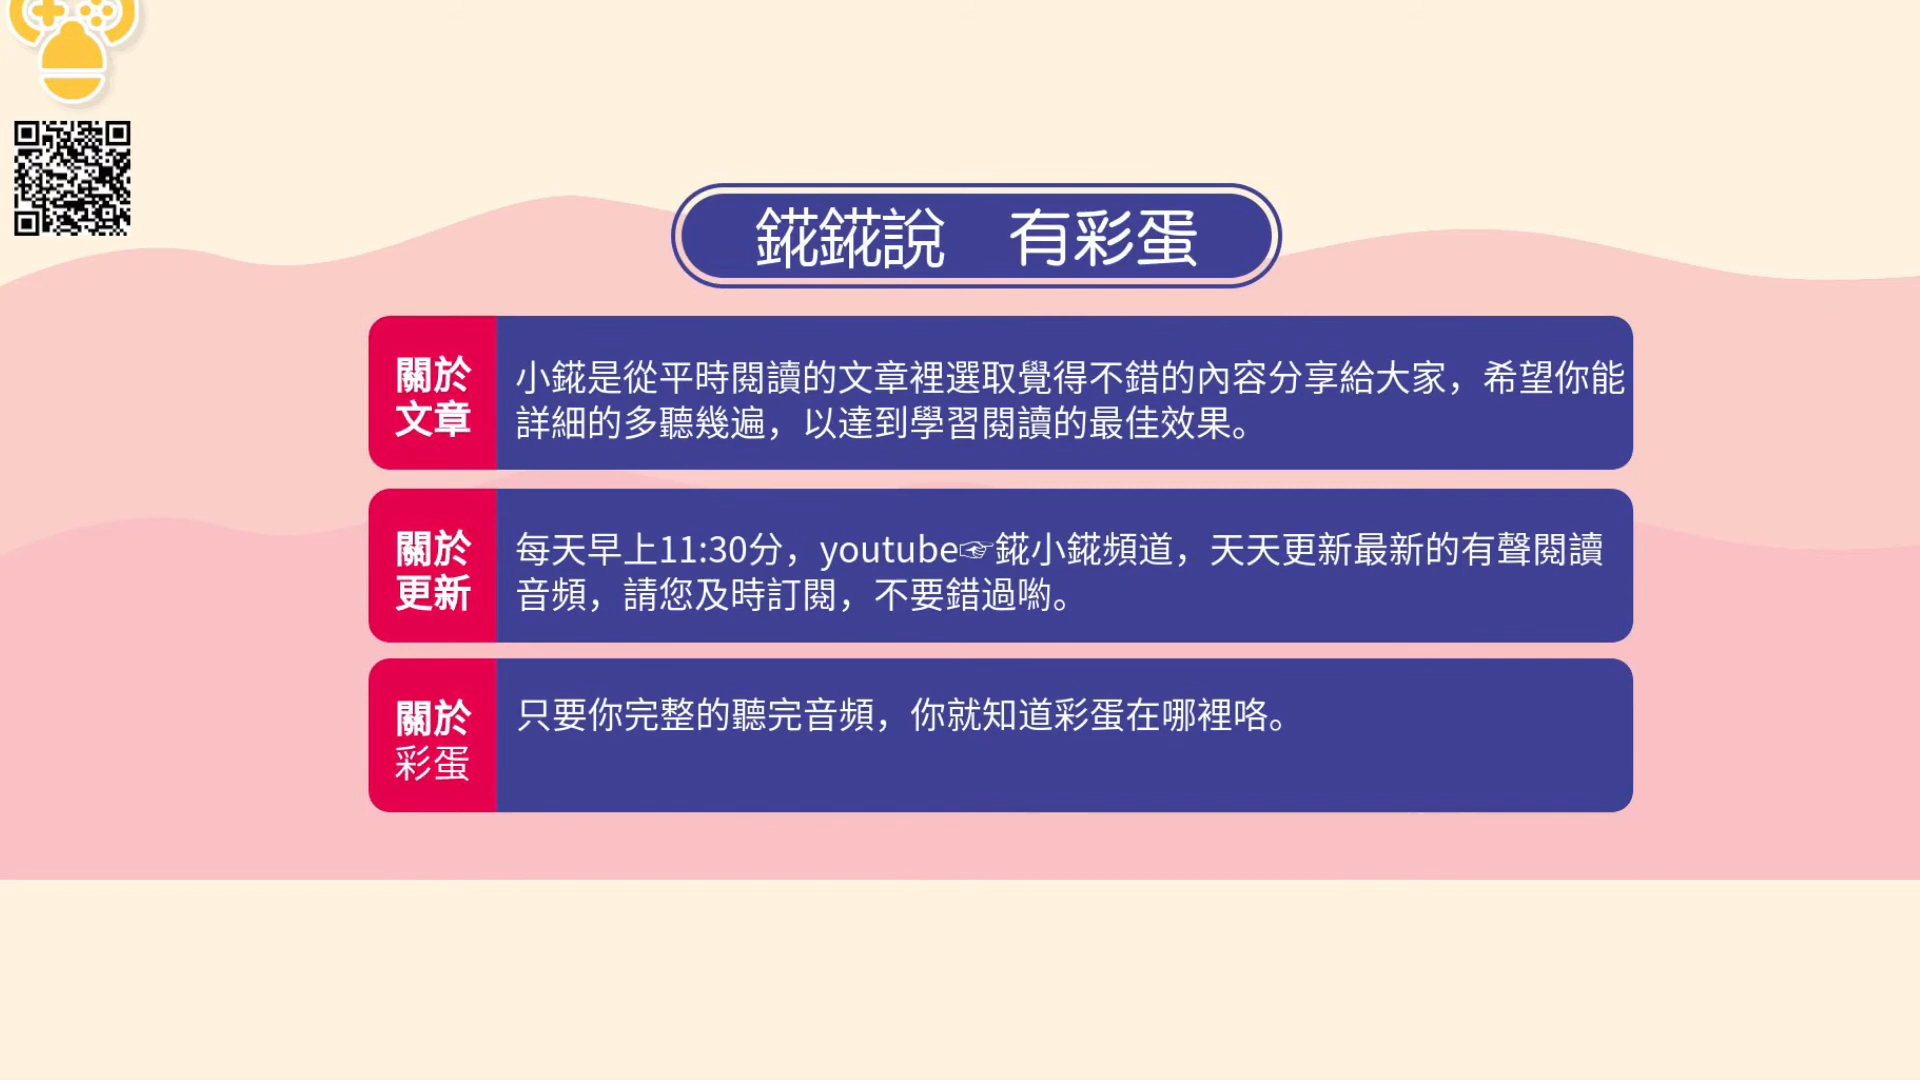 錵錵說　有彩蛋
關於
文章
小錵是從平時閱讀的文章裡選取覺得不錯的內容分享給大家，希望你能
詳細的多聽幾遍，以達到學習閱讀的最佳效果。
關於
更新
每天早上11:30分，youtube☞錵小錵頻道，天天更新最新的有聲閱讀
音頻，請您及時訂閱，不要錯過喲。
關於
彩蛋
只要你完整的聽完音頻，你就知道彩蛋在哪裡咯。